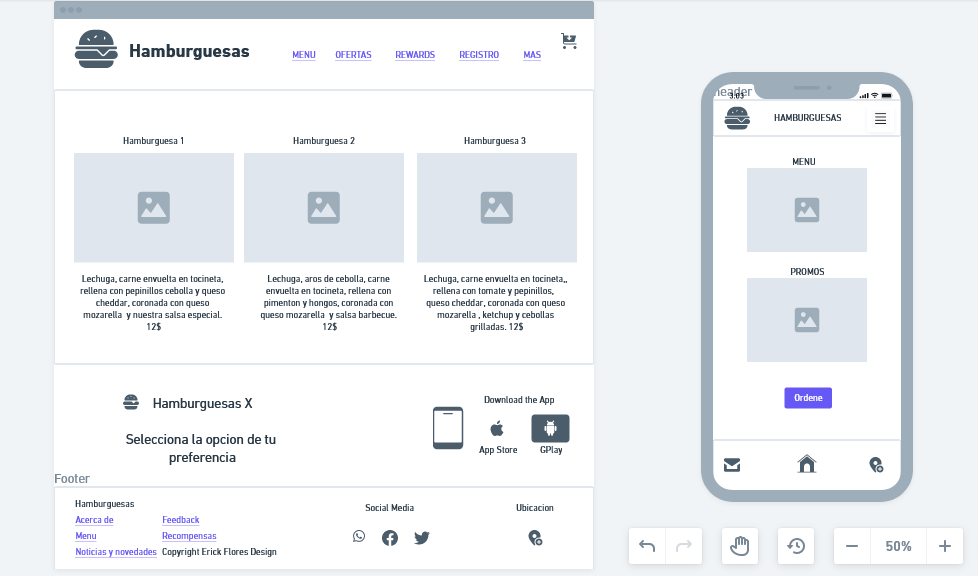 Hamburguesas
MENU OFERTAS REWARDS REGISTRO MAS
Hamburguesa 1
Lechuga, carne envuelta en tocineta,
rellena con pepinillos cebolla y queso
cheddar, coronada con queso
mozarella y nuestra salsa especial.
12$
Hamburguesa 2
Lechuga, aros de cebolla, carne
envuelta en tocineta, rellena con
pimenton y hongos, coronada con
queso mozarella y salsa barbecue.
12$
Hamburguesa 3
Lechuga, carne envuelta en tocineta,,
rellena con tomate y pepinillos,
queso cheddar, coronada con queso
mozarella , ketchup y cebollas
grilladas. 12$
Hamburguesas X
Selecciona la opcion de tu
preferencia
Download the App
App Store GPlay
Footer
Hamburguesas
Acerca de Feedback
Menu Recompensas
Noticias y novedades Copyright Erick Flores Design
Social Media
Ubicacion
header
3:03
HAMBURGUESAS
MENU
PROMOS
Ordene
50%